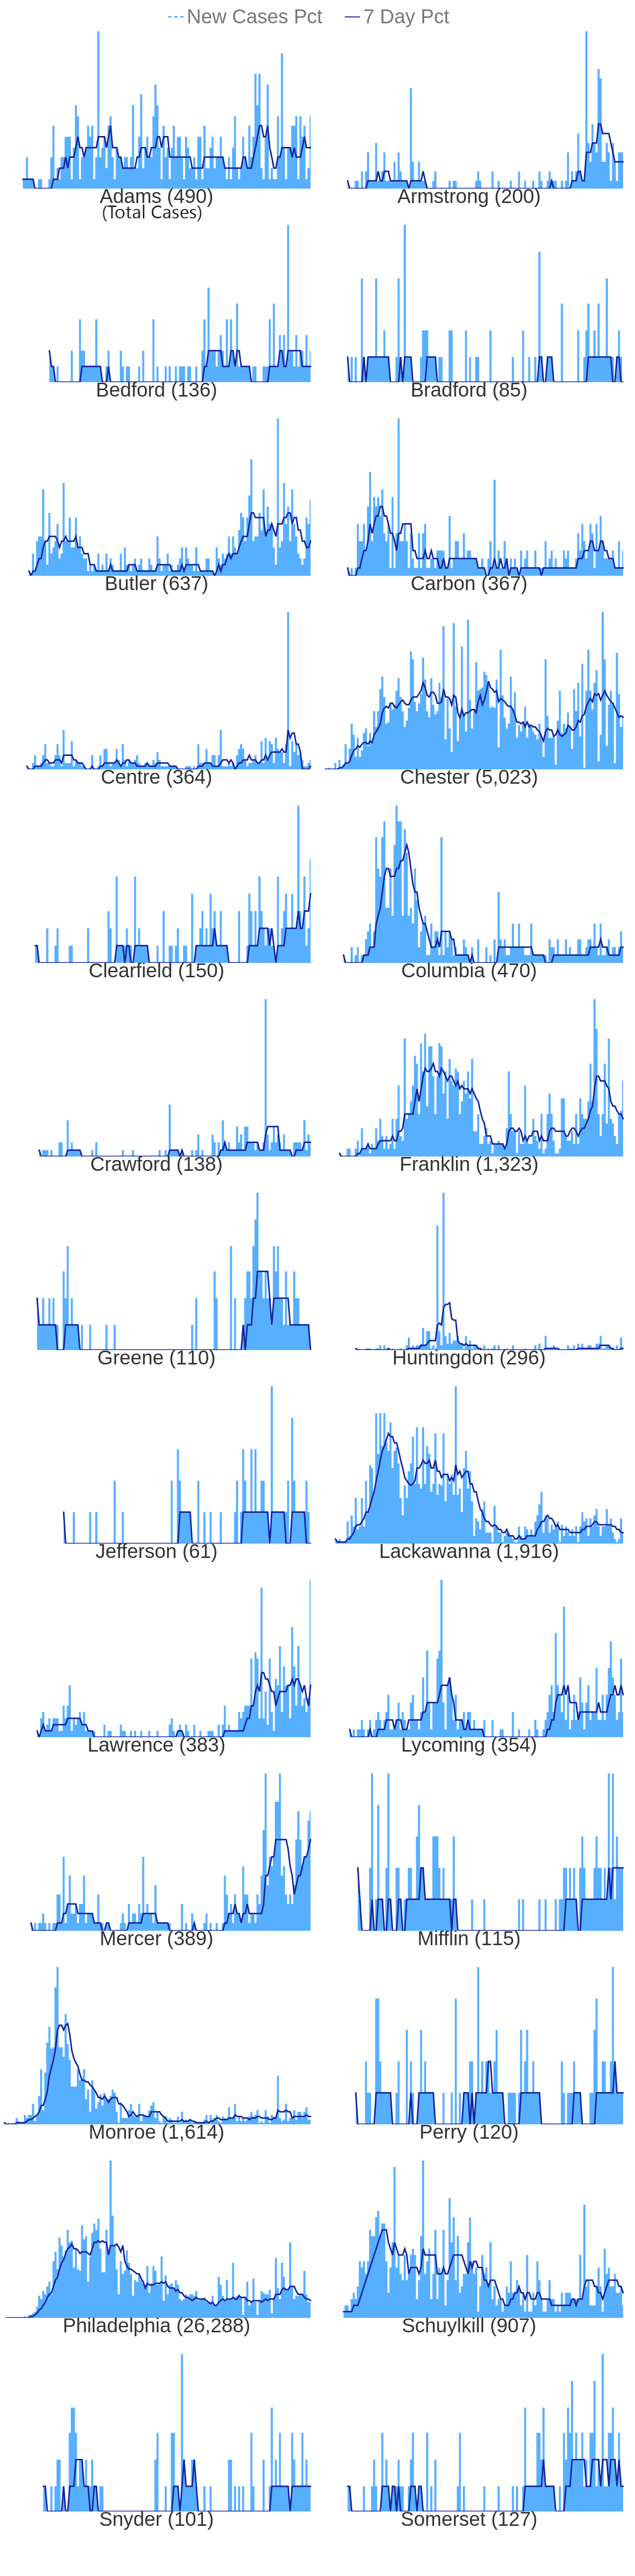 New Cases Pct 7 Day Pct
Adams (490) Armstrong (200)
(Total Cases)
Bedford (136) Bradford (85)
Butler (637) Carbon (367)
Centre (364) Chester (5,023)
Clearfield (150) Columbia (470)
Crawford (138) Franklin (1,323)
Greene (110) Huntingdon (296)
Jefferson (61) Lackawanna (1,916)
Lawrence (383) Lycoming (354)
Mercer (389) Mifflin (115)
Monroe (1,614) Perry (120)
Philadelphia (26,288) Schuylkill (907)
Snyder (101) Somerset (127)